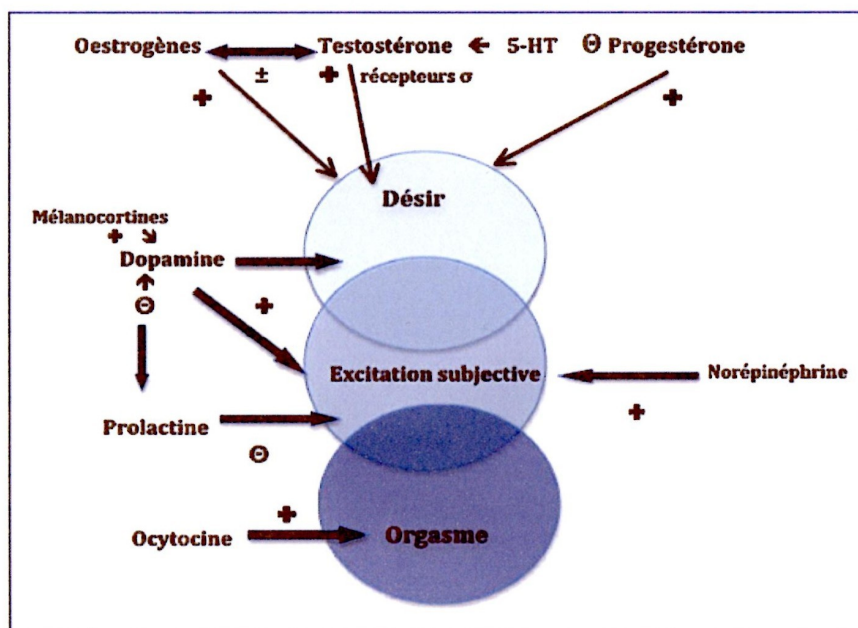 Oestrogènes Testostérone 5-HT Θ Progestérone
± + récepteurs σ
+ +
Désir
Mélanocortines
+
Dopamine
Θ +
Excitation subjective Norépinéphrine
+
Prolactine
Θ
+
Ocytocine Orgasme